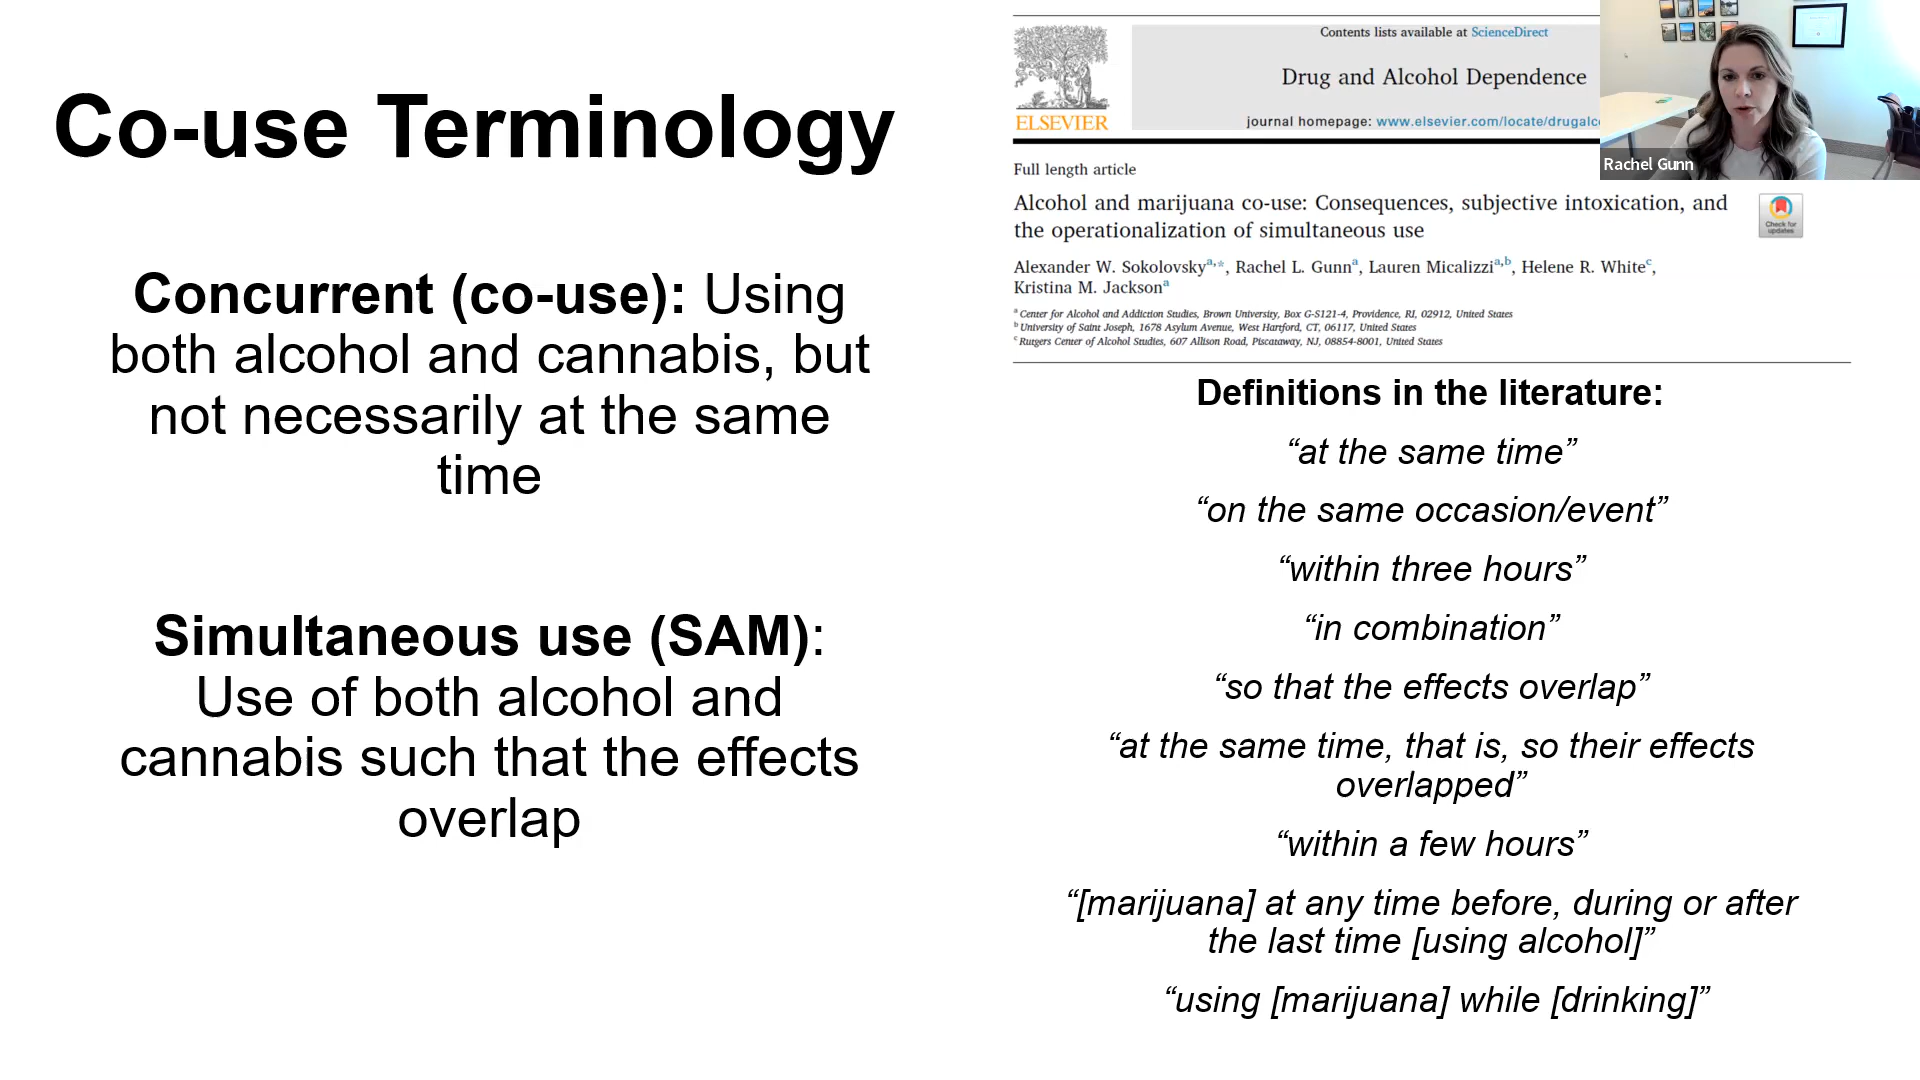 Co-use Terminology
Concurrent (co-use): Using
both alcohol and cannabis, but
not necessarily at the same
time
Simultaneous use (SAM):
Use of both alcohol and
cannabis such that the effects
overlap
ELSEVIER
Contents lists available at ScienceDirect
Drug and Alcohol Dependence
journal homepage: www.elsevier.com/locate/drugalc
Rachel Gunn
Full length article
Alcohol and marijuana co-use: Consequences, subjective intoxication, and
the operationalization of simultaneous use
Check for
updates
Alexander W. Sokolovskya,*, Rachel L. Gunna, Lauren Micalizzia,b, Helene R. Whitec,
Kristina M. Jacksona
a Center for Alcohol and Addiction Studies, Brown University, Box G-S121-4, Providence, RI, 02912, United States
b University of Saint Joseph, 1678 Asylum Avenue, West Hartford, CT, 06117, United States
c Rutgers Center of Alcohol Studies, 607 Allison Road, Piscataway, NJ, 08854-8001, United States
Definitions in the literature:
“at the same time”
“on the same occasion/event”
“within three hours”
“in combination”
“so that the effects overlap”
“at the same time, that is, so their effects
overlapped”
“within a few hours”
“[marijuana] at any time before, during or after
the last time [using alcohol]”
“using [marijuana] while [drinking]”